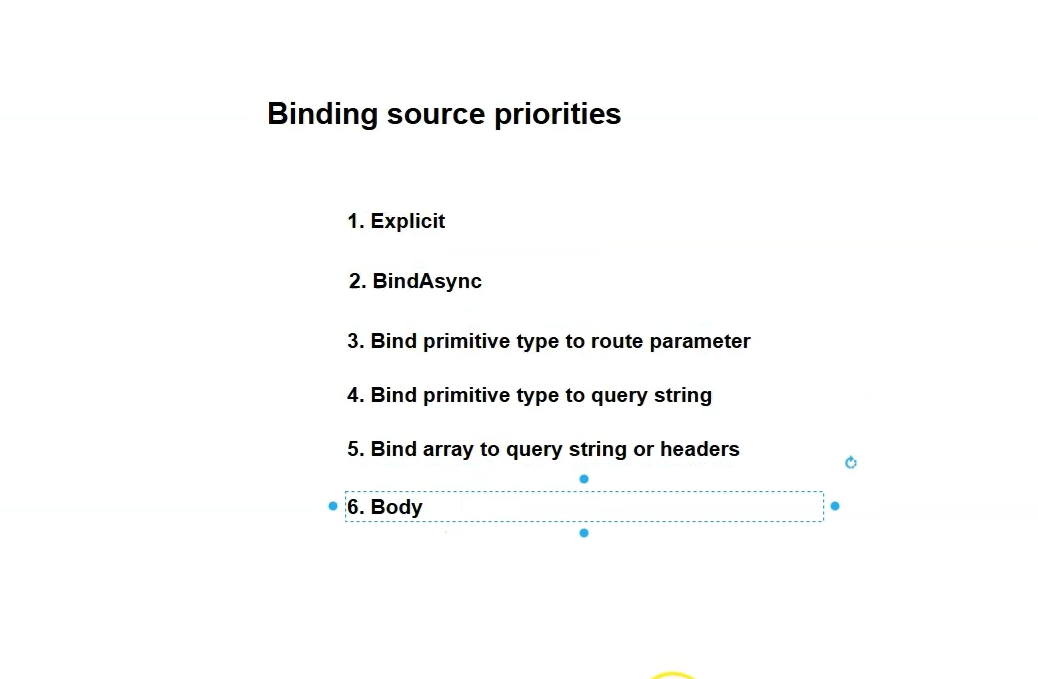 Binding source priorities
1. Explicit
2. BindAsync
3. Bind primitive type to route parameter
4. Bind primitive type to query string
5. Bind array to query string or headers
6. Body